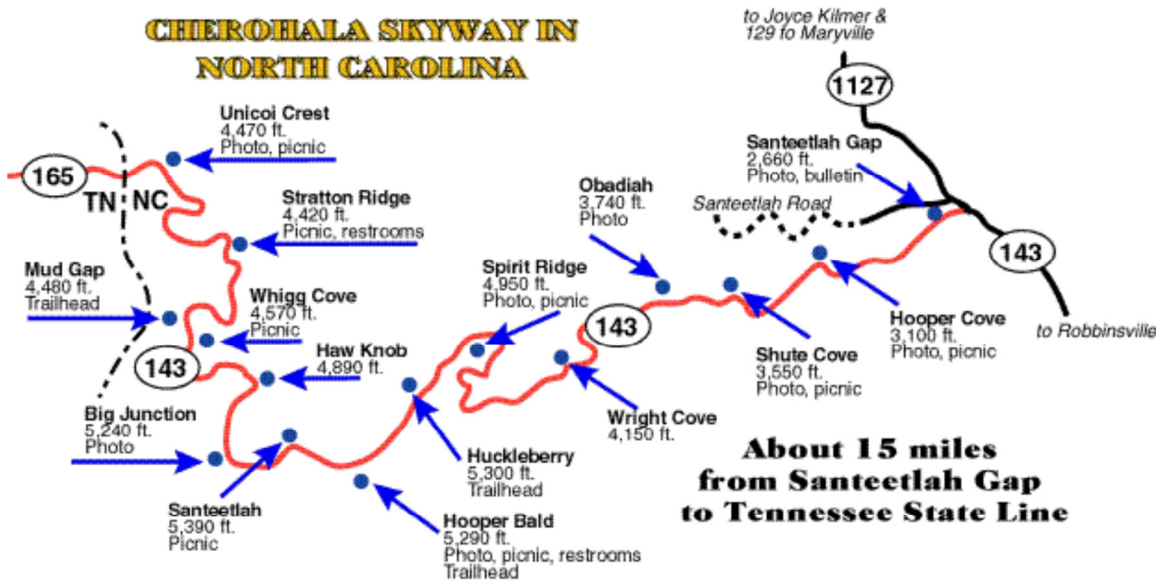 CHEROHALA SKYWAY IN
NORTH CAROLINA
to Joyce Kilmer &
129 to Maryville
1127
Unicoi Crest
4,470 ft.
Photo, picnic
Santeetlah Gap
2,660 ft.
Photo, bulletin
165
TN
NC
Stratton Ridge
4,420 ft.
Picnic, restrooms
Obadiah
3,740 ft.
Photo
Santeetlah Road
143
Mud Gap
4,480 ft.
Trailhead
Whigg Cove
4,570 ft.
Picnic
Spirit Ridge
4,950 ft.
Photo, picnic
143
Hooper Cove
3,100 ft.
Photo, picnic
to Robbinsville
143
Haw Knob
4,890 ft.
Shute Cove
3,550 ft.
Photo, picnic
Big Junction
5,240 ft.
Photo
Wright Cove
4,150 ft.
Huckleberry
5,300 ft.
Trailhead
Santeetlah
5,390 ft.
Picnic
Hooper Bald
5,290 ft.
Photo, picnic, restrooms
Trailhead
About 15 miles
from Santeetlah Gap
to Tennessee State Line